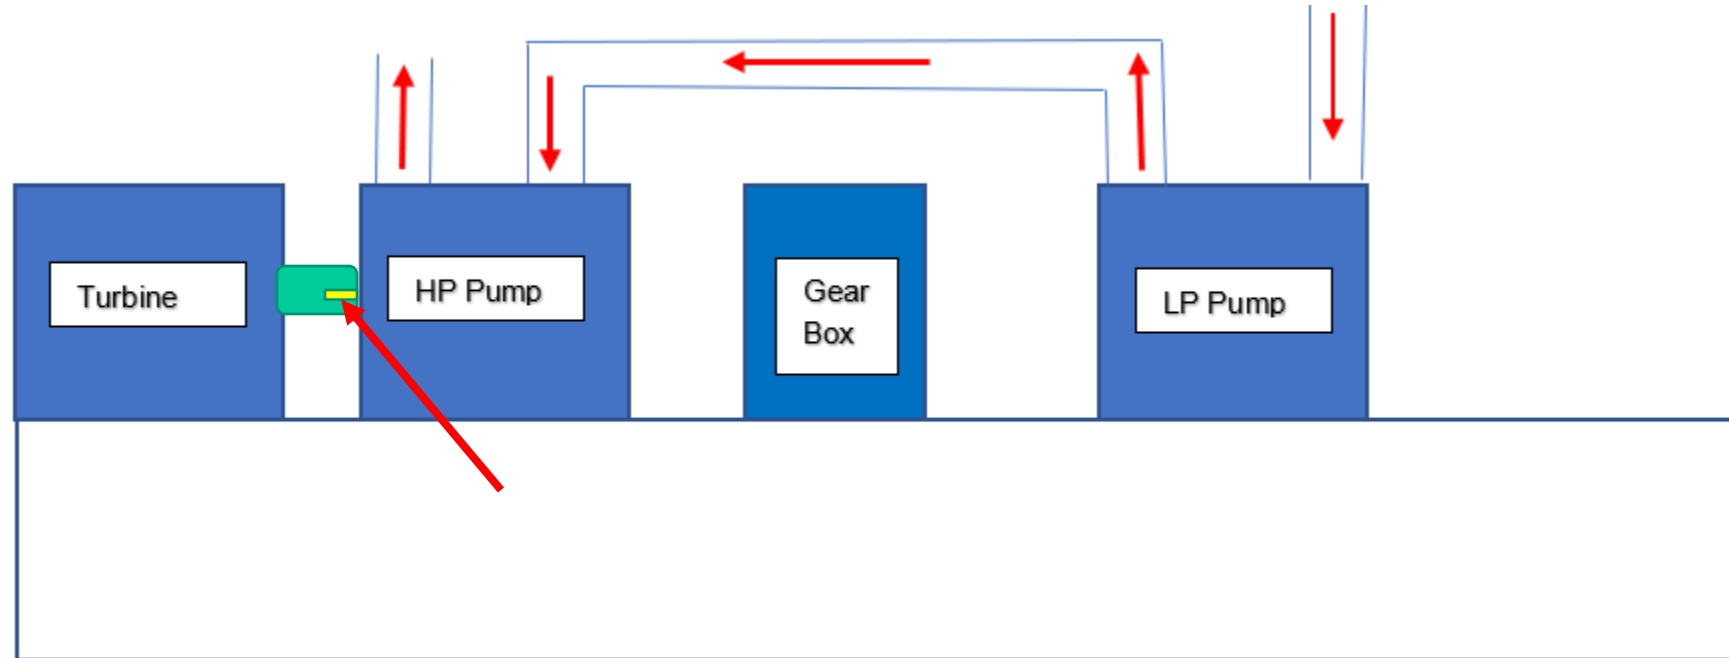 Turbine
HP Pump
Gear
Box
LP Pump